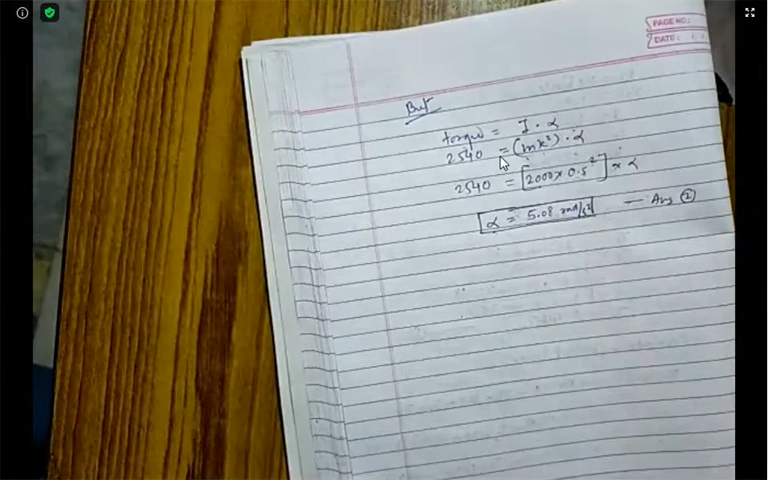 PAGE NO.:
DATE: / /
But
torque = I . α
2540 = (mk²) . α
2540 = [2000 x 0.5²] x α
α = 5.08 rad/s² — Ans ②